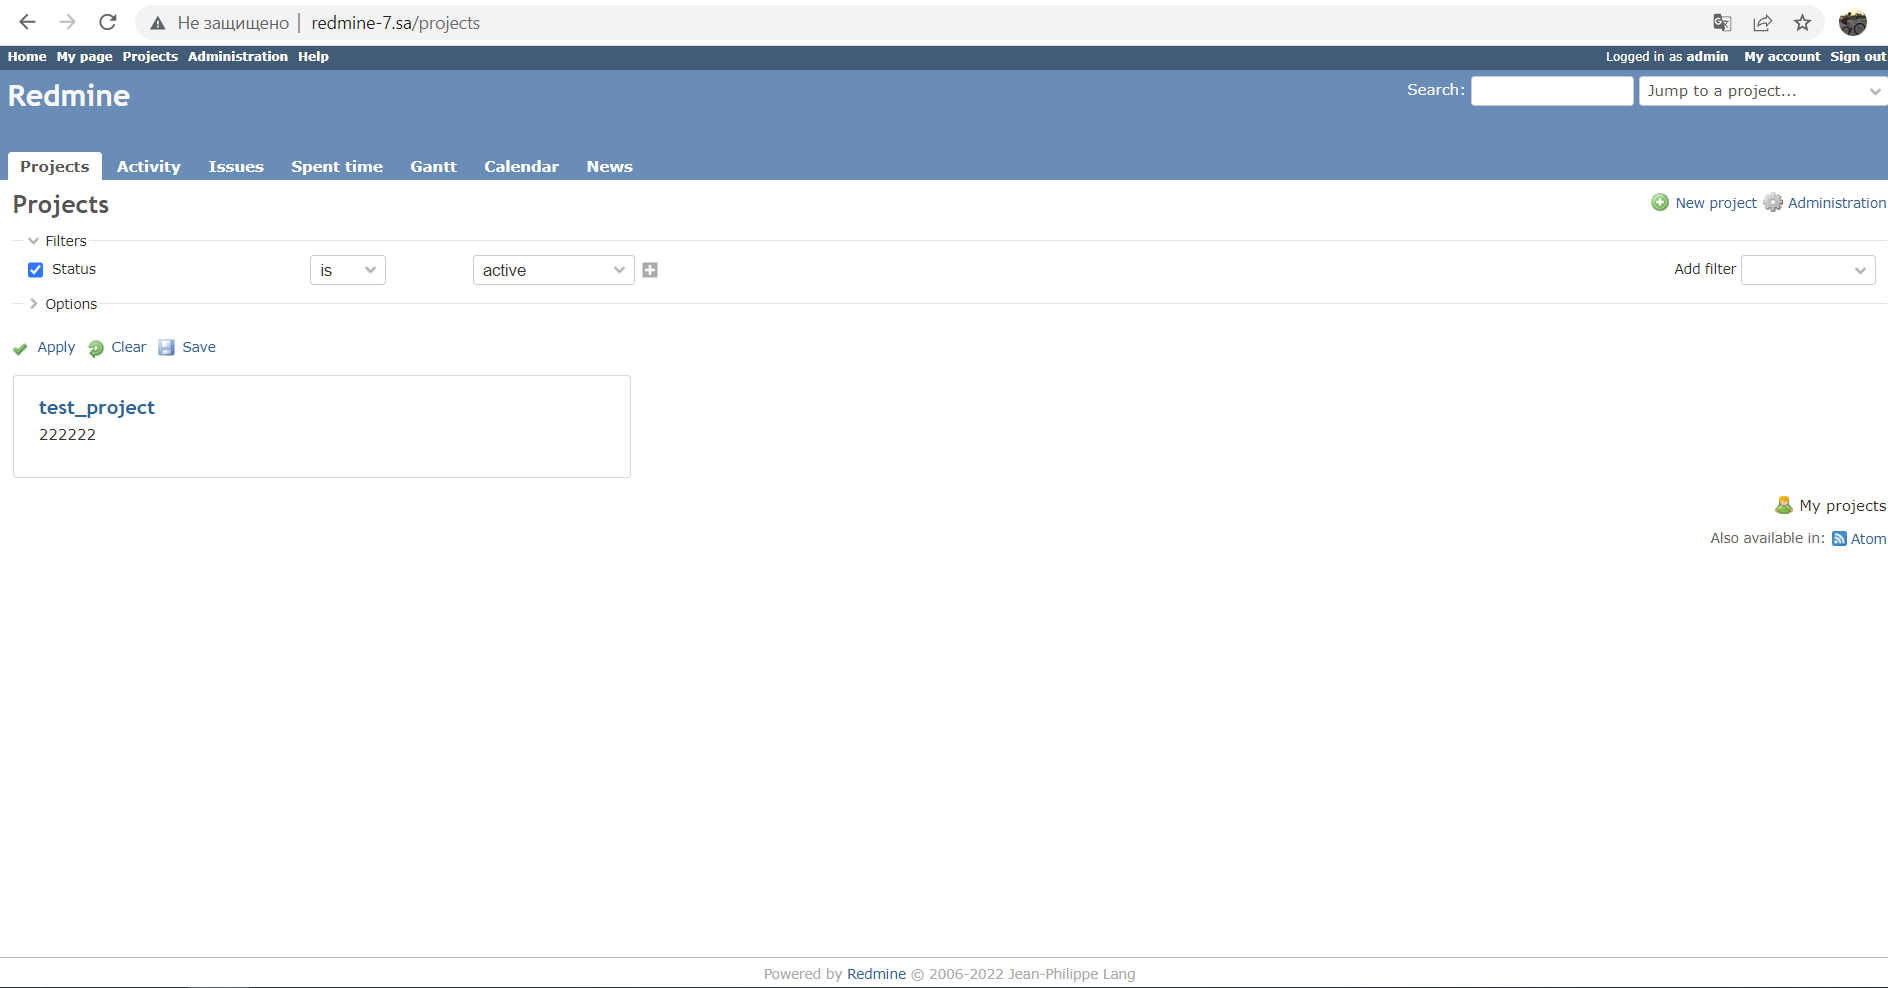 Не защищено | redmine-7.sa/projects
Home My page Projects Administration Help Logged in as admin My account Sign out
Redmine Search: Jump to a project...
Projects Activity Issues Spent time Gantt Calendar News
Projects New project Administration
Filters
Status is active Add filter
Options
Apply Clear Save
test_project
222222
My projects
Also available in: Atom
Powered by Redmine © 2006-2022 Jean-Philippe Lang